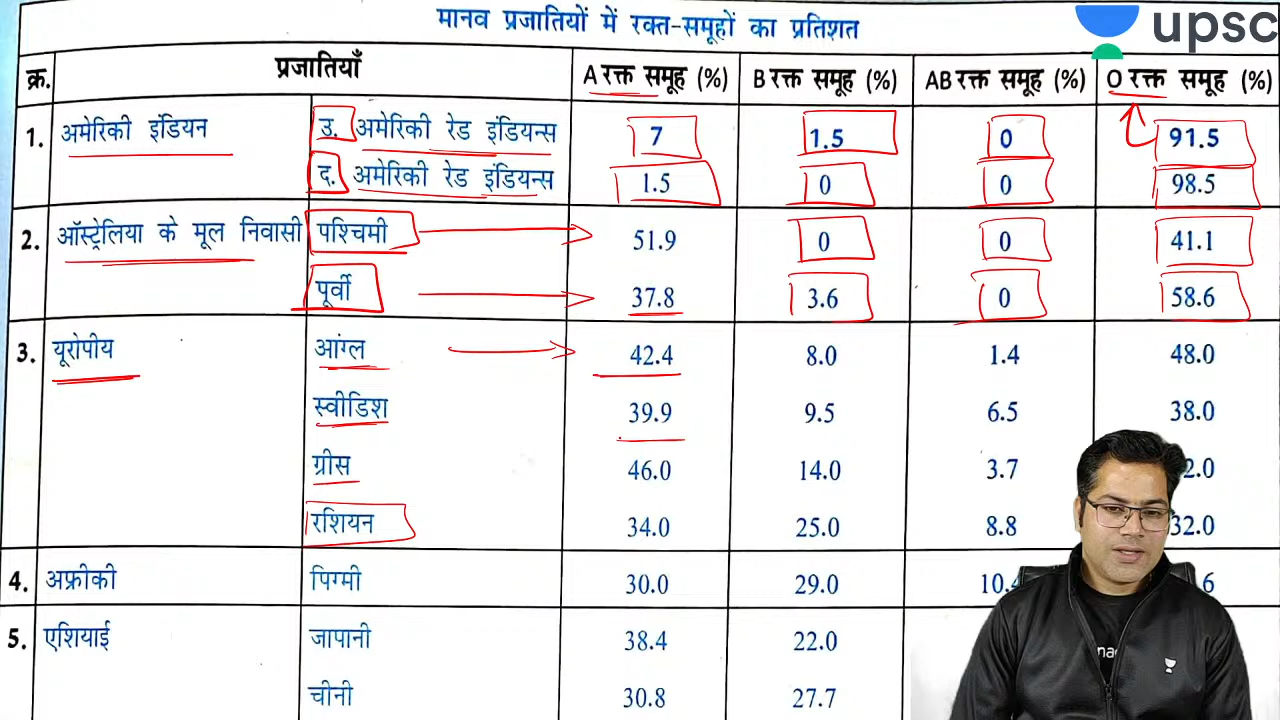 मानव प्रजातियों में रक्त-समूहों का प्रतिशत
upsc
क्र. प्रजातियाँ A रक्त समूह (%) B रक्त समूह (%) AB रक्त समूह (%) O रक्त समूह (%)
1. अमेरिकी इंडियन उ. अमेरिकी रेड इंडियन्स 7 1.5 0 91.5
द. अमेरिकी रेड इंडियन्स 1.5 0 0 98.5
2. ऑस्ट्रेलिया के मूल निवासी पश्चिमी 51.9 0 0 41.1
पूर्वी 37.8 3.6 0 58.6
3. यूरोपीय आंग्ल 42.4 8.0 1.4 48.0
स्वीडिश 39.9 9.5 6.5 38.0
ग्रीस 46.0 14.0 3.7
रशियन 34.0 25.0 8.8 32.0
4. अफ्रीकी पिग्मी 30.0 29.0
5. एशियाई जापानी 38.4 22.0
चीनी 30.8 27.7